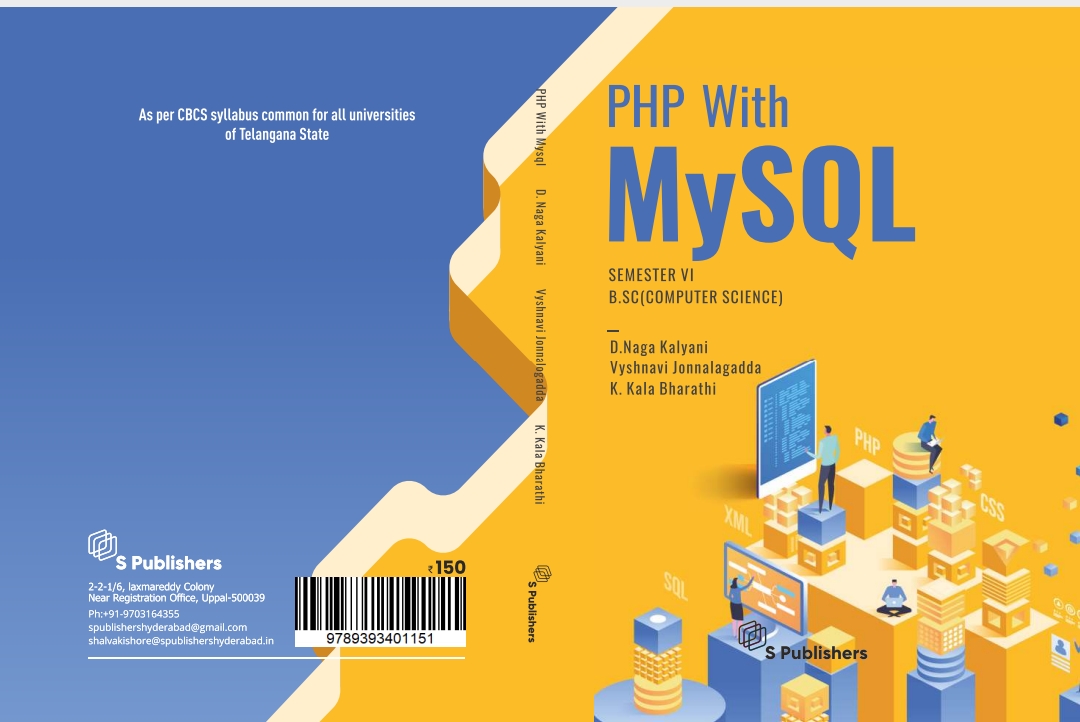 As per CBCS syllabus common for all universities
of Telangana State
S Publishers
2-2-1/6, laxmareddy Colony
Near Registration Office, Uppal-500039
Ph:+91-9703164355
spublishershyderabad@gmail.com
shalvakishore@spublishershyderabad.in
₹150
9789393401151
PHP With Mysql D. Naga Kalyani Vyshnavi Jonnalogadda K. Kala Bharathi
S Publishers
PHP With
MySQL
SEMESTER VI
B.SC(COMPUTER SCIENCE)
D.Naga Kalyani
Vyshnavi Jonnalagadda
K. Kala Bharathi
PHP
CSS
XML
SQL
S Publishers